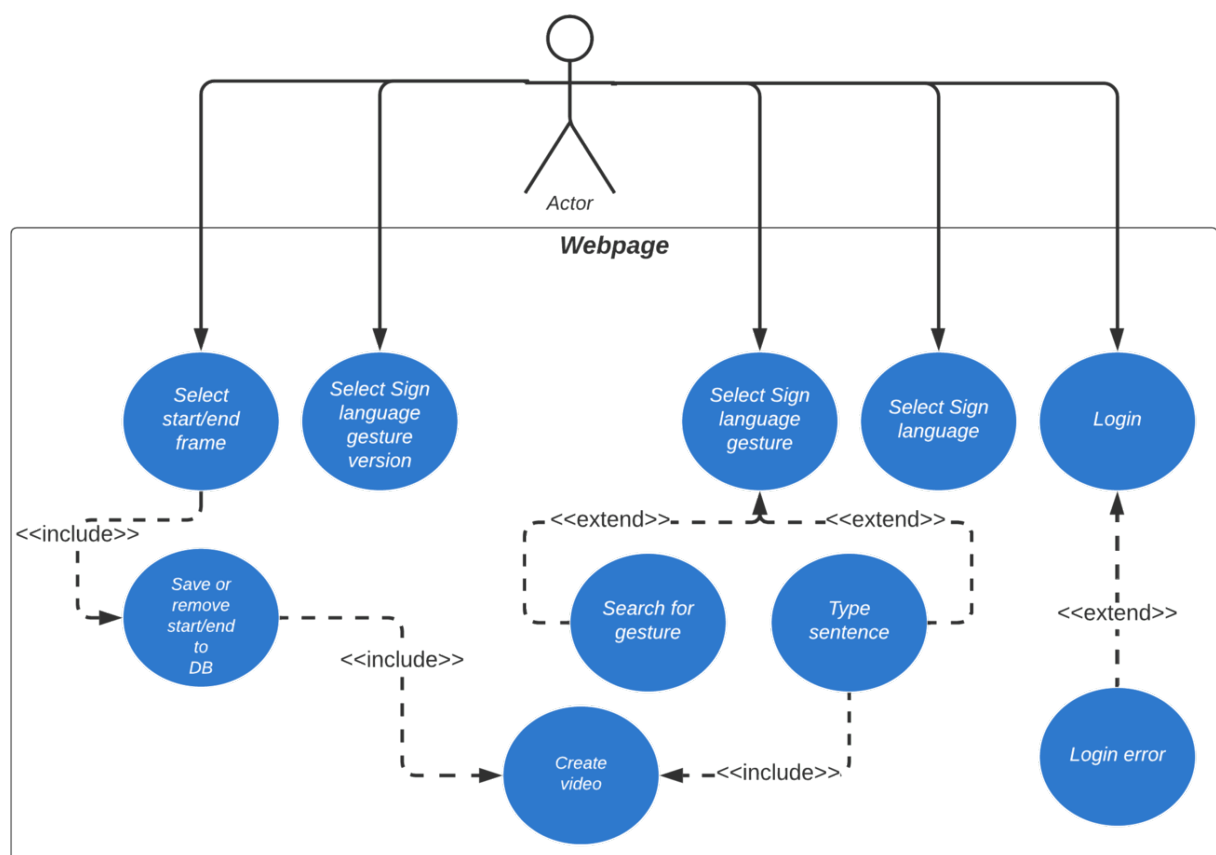 Actor
Webpage
Select
start/end
frame
Select Sign
language
gesture
version
Select Sign
language
gesture
Select Sign
language
Login
<<include>>
<<extend>>
<<extend>>
Save or
remove
start/end
to
DB
Search for
gesture
Type
sentence
<<extend>>
<<include>>
Create
video
<<include>>
Login error